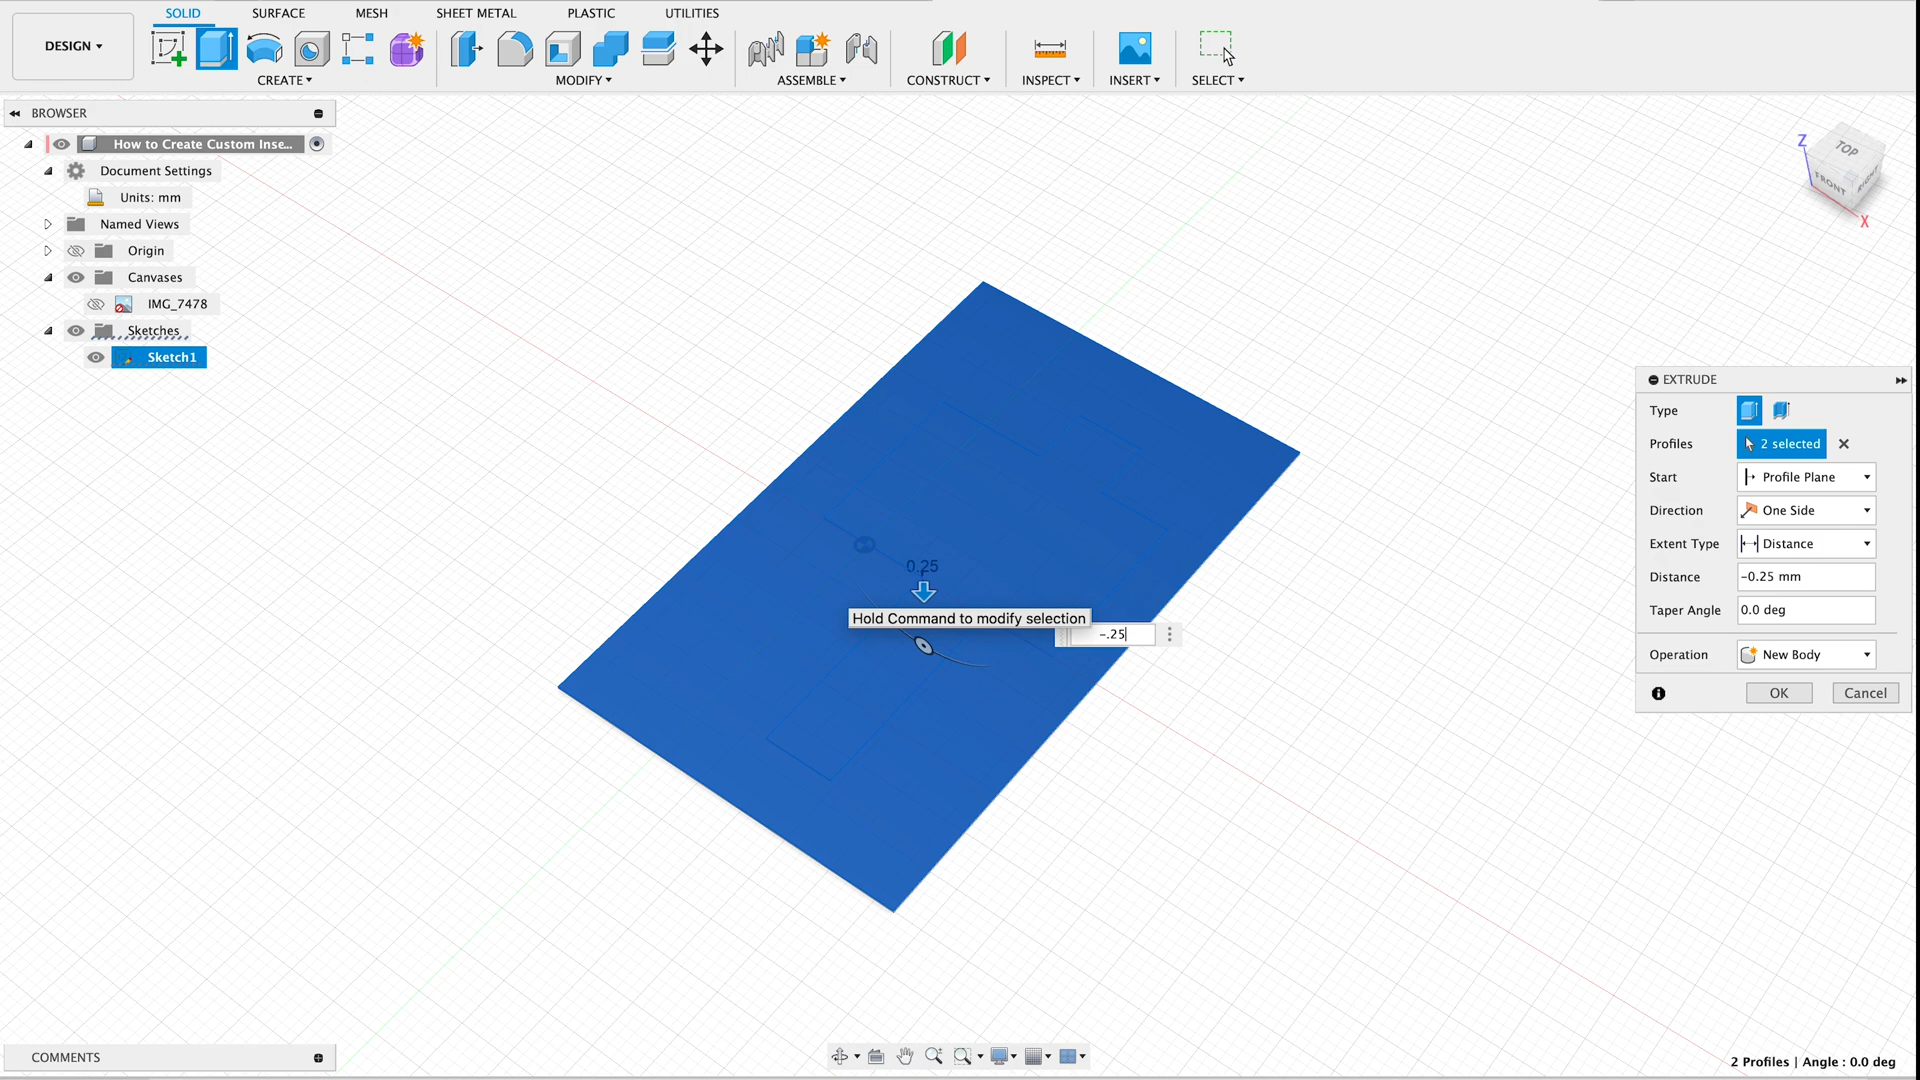 SOLID SURFACE MESH SHEET METAL PLASTIC UTILITIES
DESIGN
CREATE MODIFY ASSEMBLE CONSTRUCT INSPECT INSERT SELECT
BROWSER
How to Create Custom Inse...
Document Settings
Units: mm
Named Views
Origin
Canvases
IMG_7478
Sketches
Sketch1
Z
TOP
FRONT
RIGHT
X
0.25
Hold Command to modify selection
-.25
EXTRUDE
Type
Profiles 2 selected
Start Profile Plane
Direction One Side
Extent Type Distance
Distance -0.25 mm
Taper Angle 0.0 deg
Operation New Body
OK Cancel
COMMENTS
2 Profiles | Angle : 0.0 deg